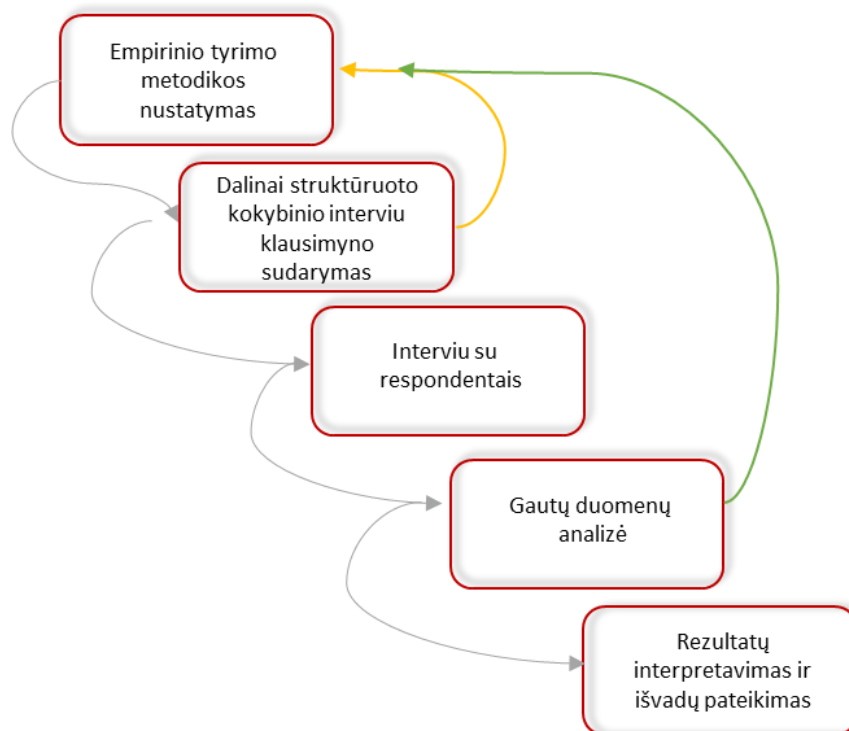 Empirinio tyrimo
metodikos
nustatymas
Dalinai struktūruoto
kokybinio interviu
klausimyno
sudarymas
Interviu su
respondentais
Gautų duomenų
analizė
Rezultatų
interpretavimas ir
išvadų pateikimas